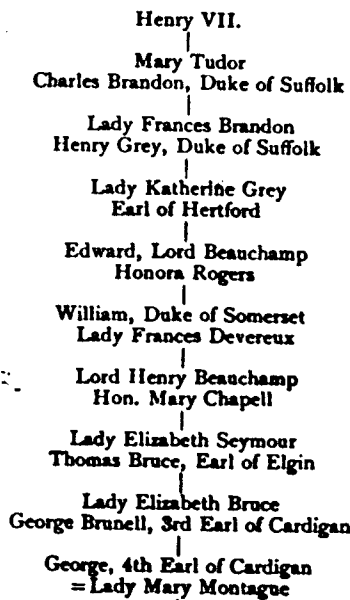 Henry VII.
Mary Tudor
Charles Brandon, Duke of Suffolk
Lady Frances Brandon
Henry Grey, Duke of Suffolk
Lady Katherine Grey
Earl of Hertford
Edward, Lord Beauchamp
Honora Rogers
William, Duke of Somerset
Lady Frances Devereux
Lord Henry Beauchamp
Hon. Mary Chapell
Lady Elizabeth Seymour
Thomas Bruce, Earl of Elgin
Lady Elizabeth Bruce
George Brunell, 3rd Earl of Cardigan
George, 4th Earl of Cardigan
=Lady Mary Montague